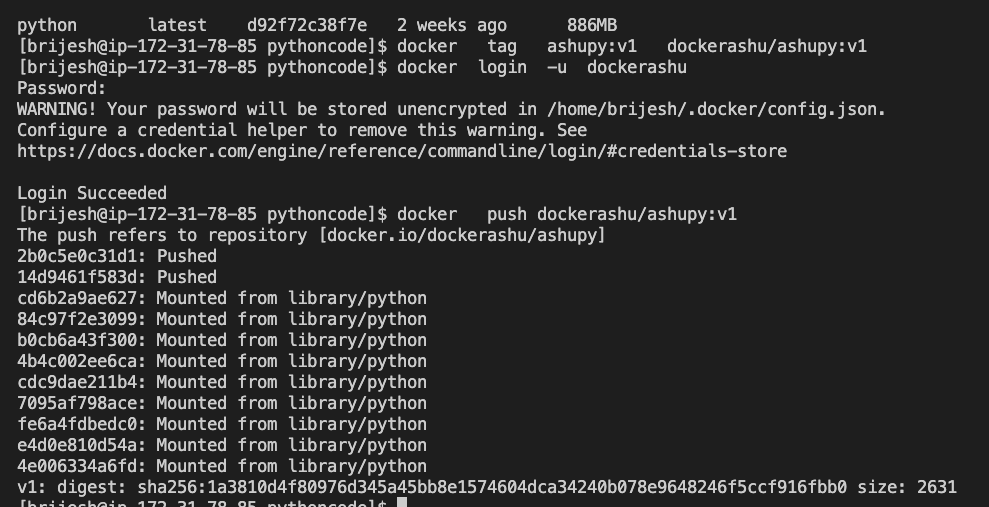 python      latest    d92f72c38f7e   2 weeks ago      886MB
[brijesh@ip-172-31-78-85 pythoncode]$ docker   tag   ashupy:v1   dockerashu/ashupy:v1
[brijesh@ip-172-31-78-85 pythoncode]$ docker  login  -u  dockerashu
Password:
WARNING! Your password will be stored unencrypted in /home/brijesh/.docker/config.json.
Configure a credential helper to remove this warning. See
https://docs.docker.com/engine/reference/commandline/login/#credentials-store
Login Succeeded
[brijesh@ip-172-31-78-85 pythoncode]$ docker   push dockerashu/ashupy:v1
The push refers to repository [docker.io/dockerashu/ashupy]
2b0c5e0c31d1: Pushed
14d9461f583d: Pushed
cd6b2a9ae627: Mounted from library/python
84c97f2e3099: Mounted from library/python
b0cb6a43f300: Mounted from library/python
4b4c002ee6ca: Mounted from library/python
cdc9dae211b4: Mounted from library/python
7095af798ace: Mounted from library/python
fe6a4fdbedc0: Mounted from library/python
e4d0e810d54a: Mounted from library/python
4e006334a6fd: Mounted from library/python
v1: digest: sha256:1a3810d4f80976d345a45bb8e1574604dca34240b078e9648246f5ccf916fbb0 size: 2631
[brijesh@ip-172-31-78-85 pythoncode]$